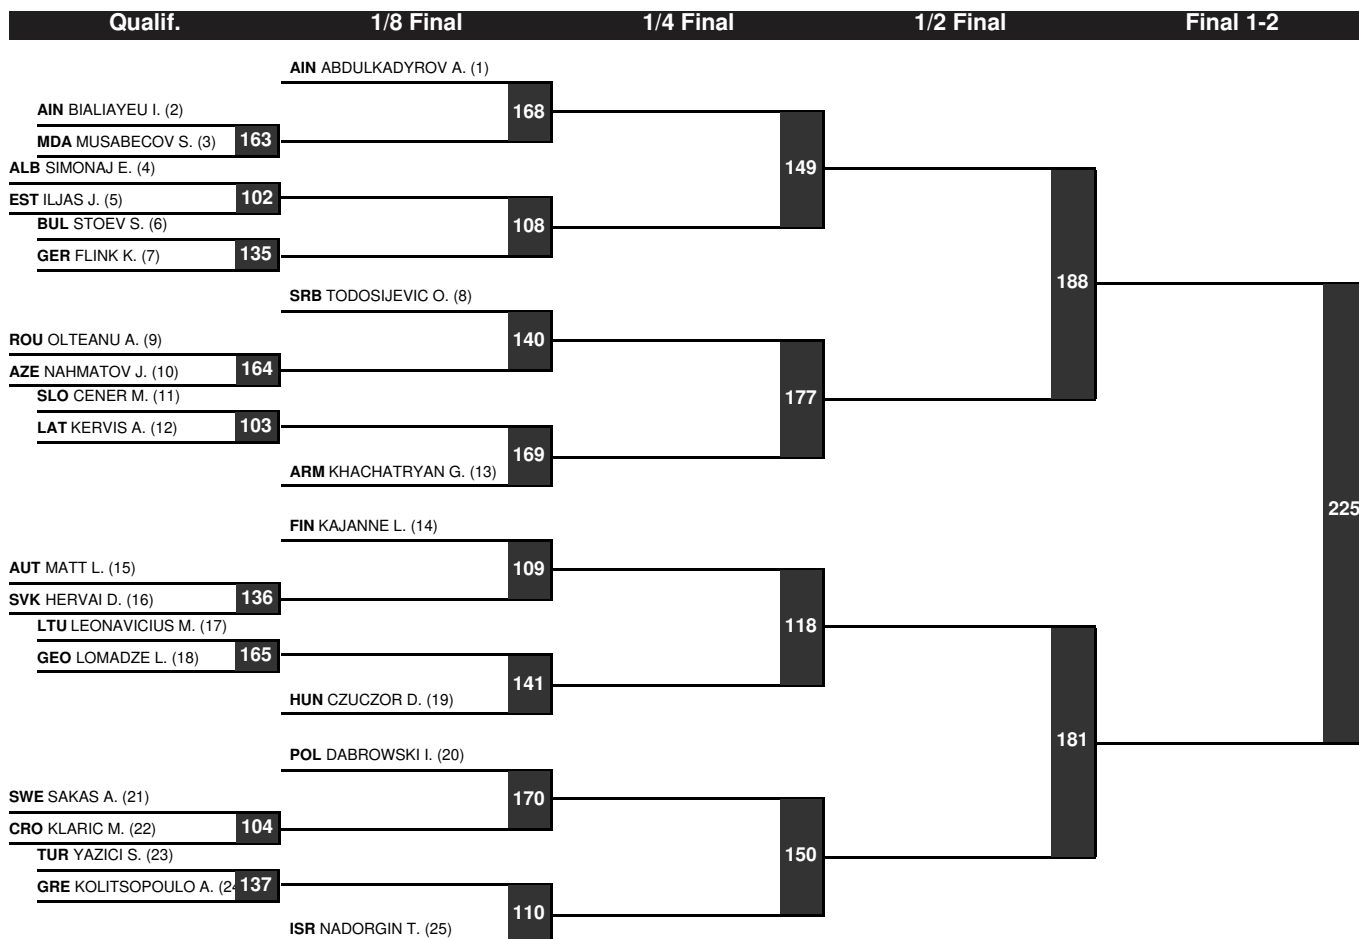 Qualif. 1/8 Final 1/4 Final 1/2 Final Final 1-2
AIN ABDULKADYROV A. (1)
168
AIN BIALIAYEU I. (2)
MDA MUSABECOV S. (3) 163
149
ALB SIMONAJ E. (4)
EST ILJAS J. (5) 102
108
BUL STOEV S. (6)
GER FLINK K. (7) 135
188
SRB TODOSIJEVIC O. (8)
140
ROU OLTEANU A. (9)
AZE NAHMATOV J. (10) 164
177
SLO CENER M. (11)
LAT KERVIS A. (12) 103
169
ARM KHACHATRYAN G. (13)
225
FIN KAJANNE L. (14)
109
AUT MATT L. (15)
SVK HERVAI D. (16) 136
118
LTU LEONAVICIUS M. (17)
GEO LOMADZE L. (18) 165
141
HUN CZUCZOR D. (19)
181
POL DABROWSKI I. (20)
170
SWE SAKAS A. (21)
CRO KLARIC M. (22) 104
150
TUR YAZICI S. (23)
GRE KOLITSOPOULO A. (24 137
110
ISR NADORGIN T. (25)